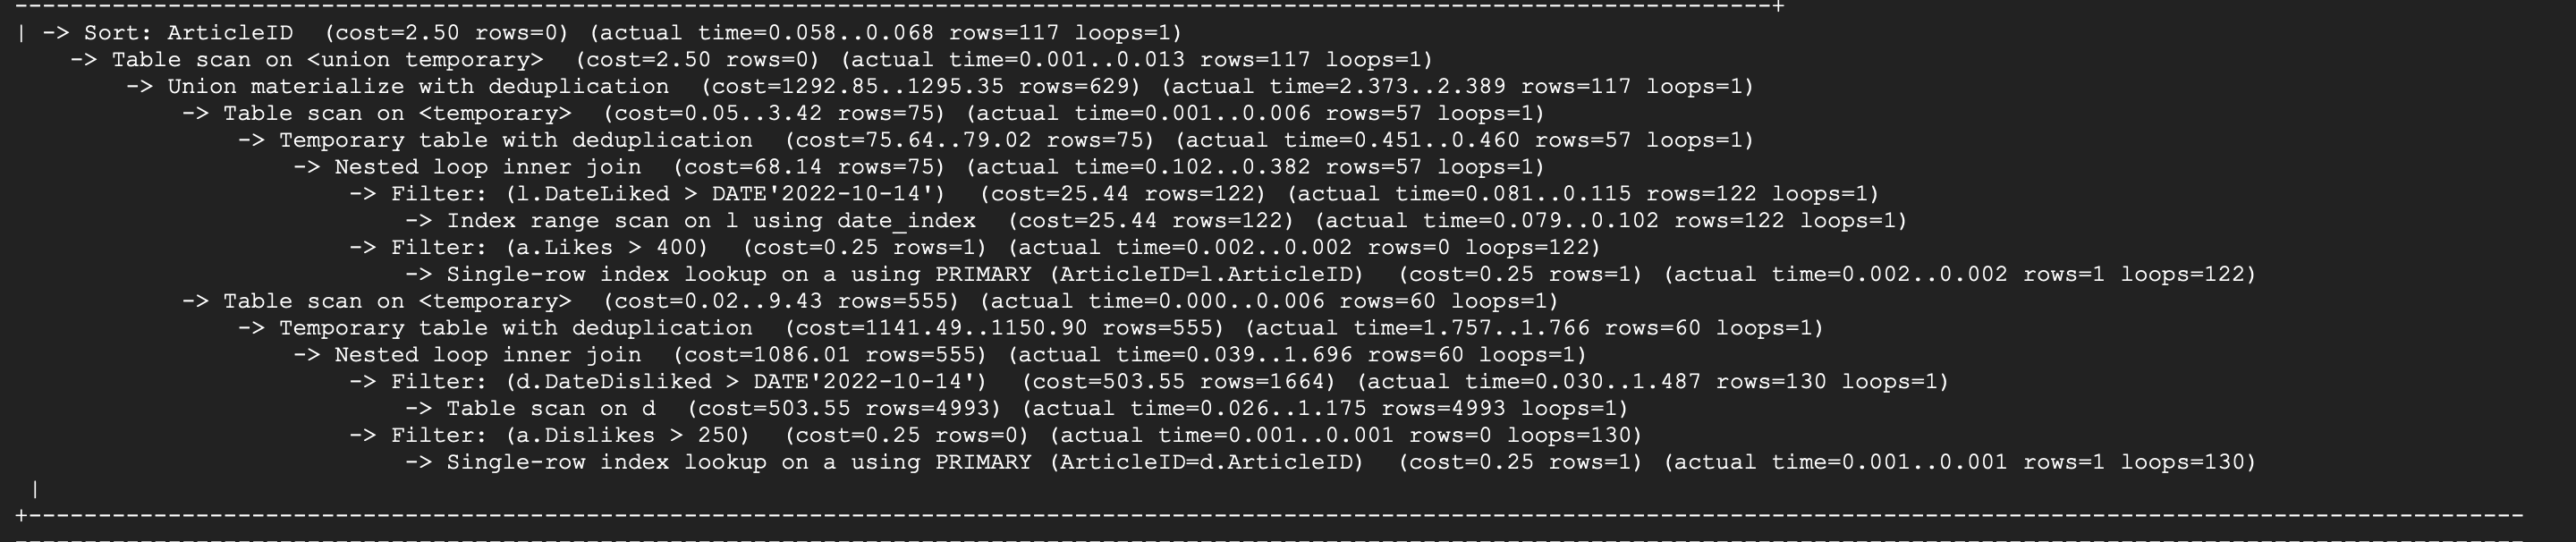 ------------------------------------------------------------------------------------------------------------------------------+
| -> Sort: ArticleID  (cost=2.50 rows=0) (actual time=0.058..0.068 rows=117 loops=1)
    -> Table scan on <union temporary>  (cost=2.50 rows=0) (actual time=0.001..0.013 rows=117 loops=1)
        -> Union materialize with deduplication  (cost=1292.85..1295.35 rows=629) (actual time=2.373..2.389 rows=117 loops=1)
            -> Table scan on <temporary>  (cost=0.05..3.42 rows=75) (actual time=0.001..0.006 rows=57 loops=1)
                -> Temporary table with deduplication  (cost=75.64..79.02 rows=75) (actual time=0.451..0.460 rows=57 loops=1)
                    -> Nested loop inner join  (cost=68.14 rows=75) (actual time=0.102..0.382 rows=57 loops=1)
                        -> Filter: (l.DateLiked > DATE'2022-10-14')  (cost=25.44 rows=122) (actual time=0.081..0.115 rows=122 loops=1)
                            -> Index range scan on l using date_index  (cost=25.44 rows=122) (actual time=0.079..0.102 rows=122 loops=1)
                        -> Filter: (a.Likes > 400)  (cost=0.25 rows=1) (actual time=0.002..0.002 rows=0 loops=122)
                            -> Single-row index lookup on a using PRIMARY (ArticleID=l.ArticleID)  (cost=0.25 rows=1) (actual time=0.002..0.002 rows=1 loops=122)
            -> Table scan on <temporary>  (cost=0.02..9.43 rows=555) (actual time=0.000..0.006 rows=60 loops=1)
                -> Temporary table with deduplication  (cost=1141.49..1150.90 rows=555) (actual time=1.757..1.766 rows=60 loops=1)
                    -> Nested loop inner join  (cost=1086.01 rows=555) (actual time=0.039..1.696 rows=60 loops=1)
                        -> Filter: (d.DateDisliked > DATE'2022-10-14')  (cost=503.55 rows=1664) (actual time=0.030..1.487 rows=130 loops=1)
                            -> Table scan on d  (cost=503.55 rows=4993) (actual time=0.026..1.175 rows=4993 loops=1)
                        -> Filter: (a.Dislikes > 250)  (cost=0.25 rows=0) (actual time=0.001..0.001 rows=0 loops=130)
                            -> Single-row index lookup on a using PRIMARY (ArticleID=d.ArticleID)  (cost=0.25 rows=1) (actual time=0.001..0.001 rows=1 loops=130)
 |
+-----------------------------------------------------------------------------------------------------------------------------------------------------------------------------------